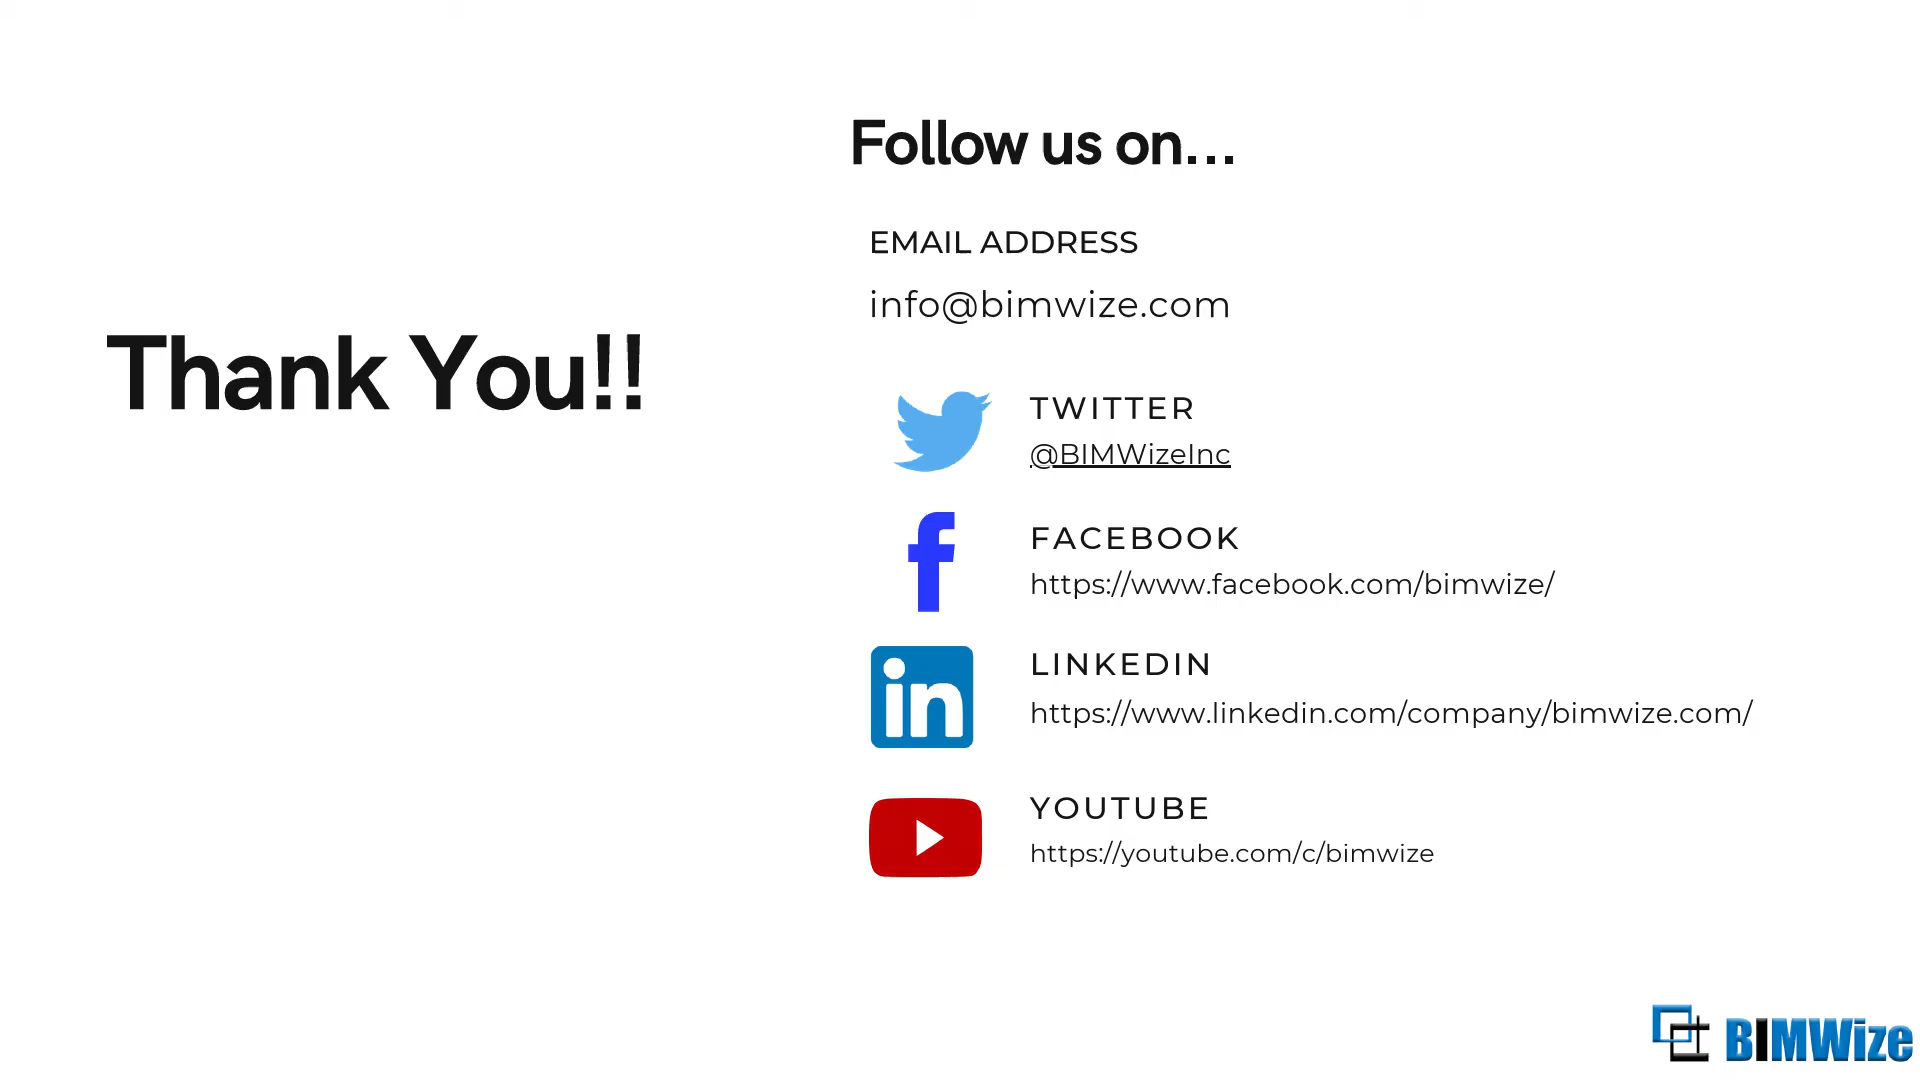 Thank You!!
Follow us on...
EMAIL ADDRESS
info@bimwize.com
TWITTER
@BIMWizeInc
FACEBOOK
https://www.facebook.com/bimwize/
LINKEDIN
https://www.linkedin.com/company/bimwize.com/
YOUTUBE
https://youtube.com/c/bimwize
BIMWize